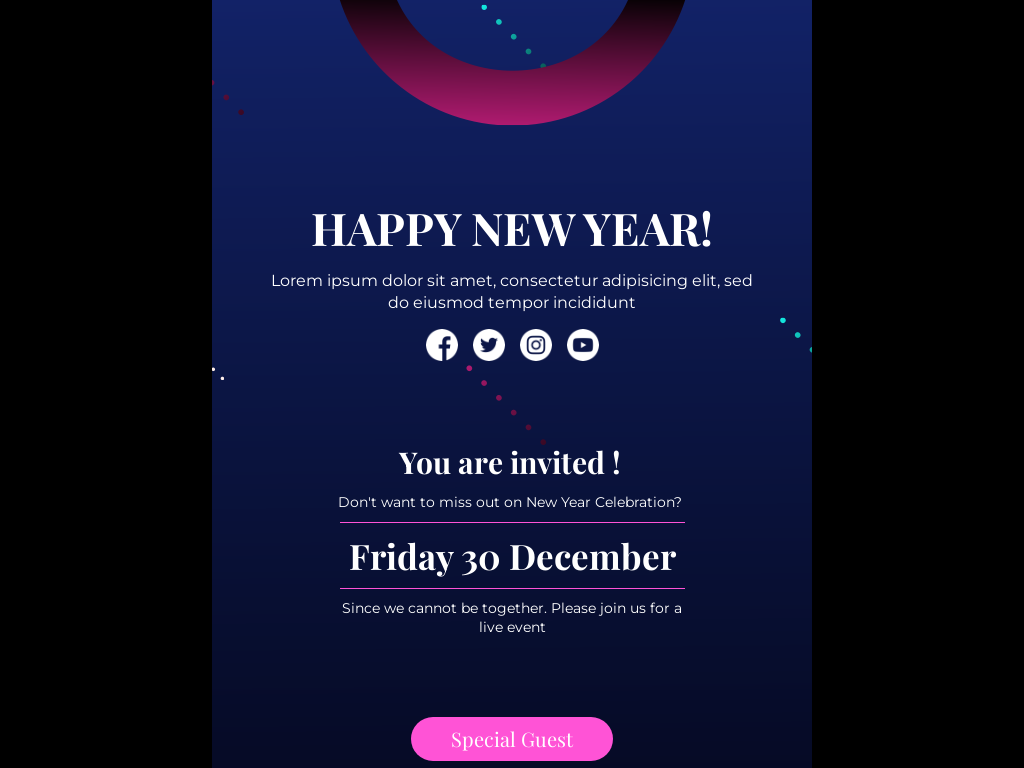 HAPPY NEW YEAR!
Lorem ipsum dolor sit amet, consectetur adipisicing elit, sed
do eiusmod tempor incididunt
You are invited !
Don't want to miss out on New Year Celebration?
Friday 30 December
Since we cannot be together. Please join us for a
live event
Special Guest